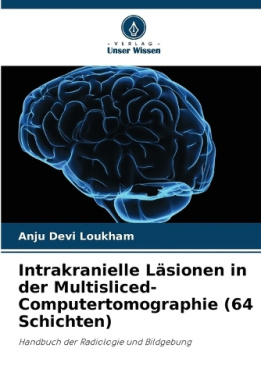 - VERLAG -
Unser Wissen
Anju Devi Loukham
Intrakranielle Läsionen in
der Multisliced-
Computertomographie (64
Schichten)
Handbuch der Radiologie und Bildgebung